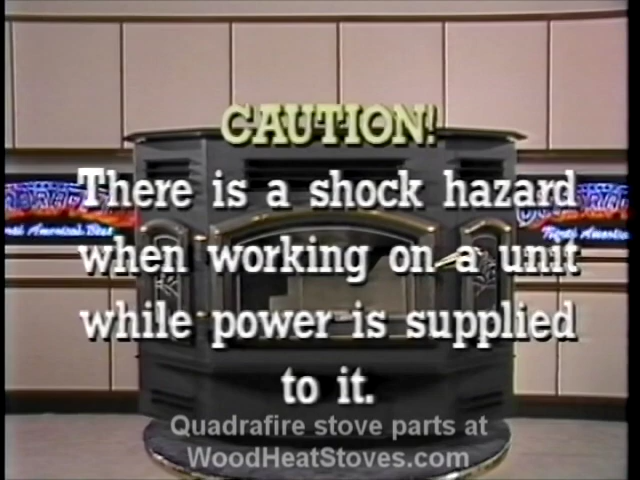 CAUTION!
There is a shock hazard
when working on a unit
while power is supplied
to it.
Quadrafire stove parts at
WoodHeatStoves.com